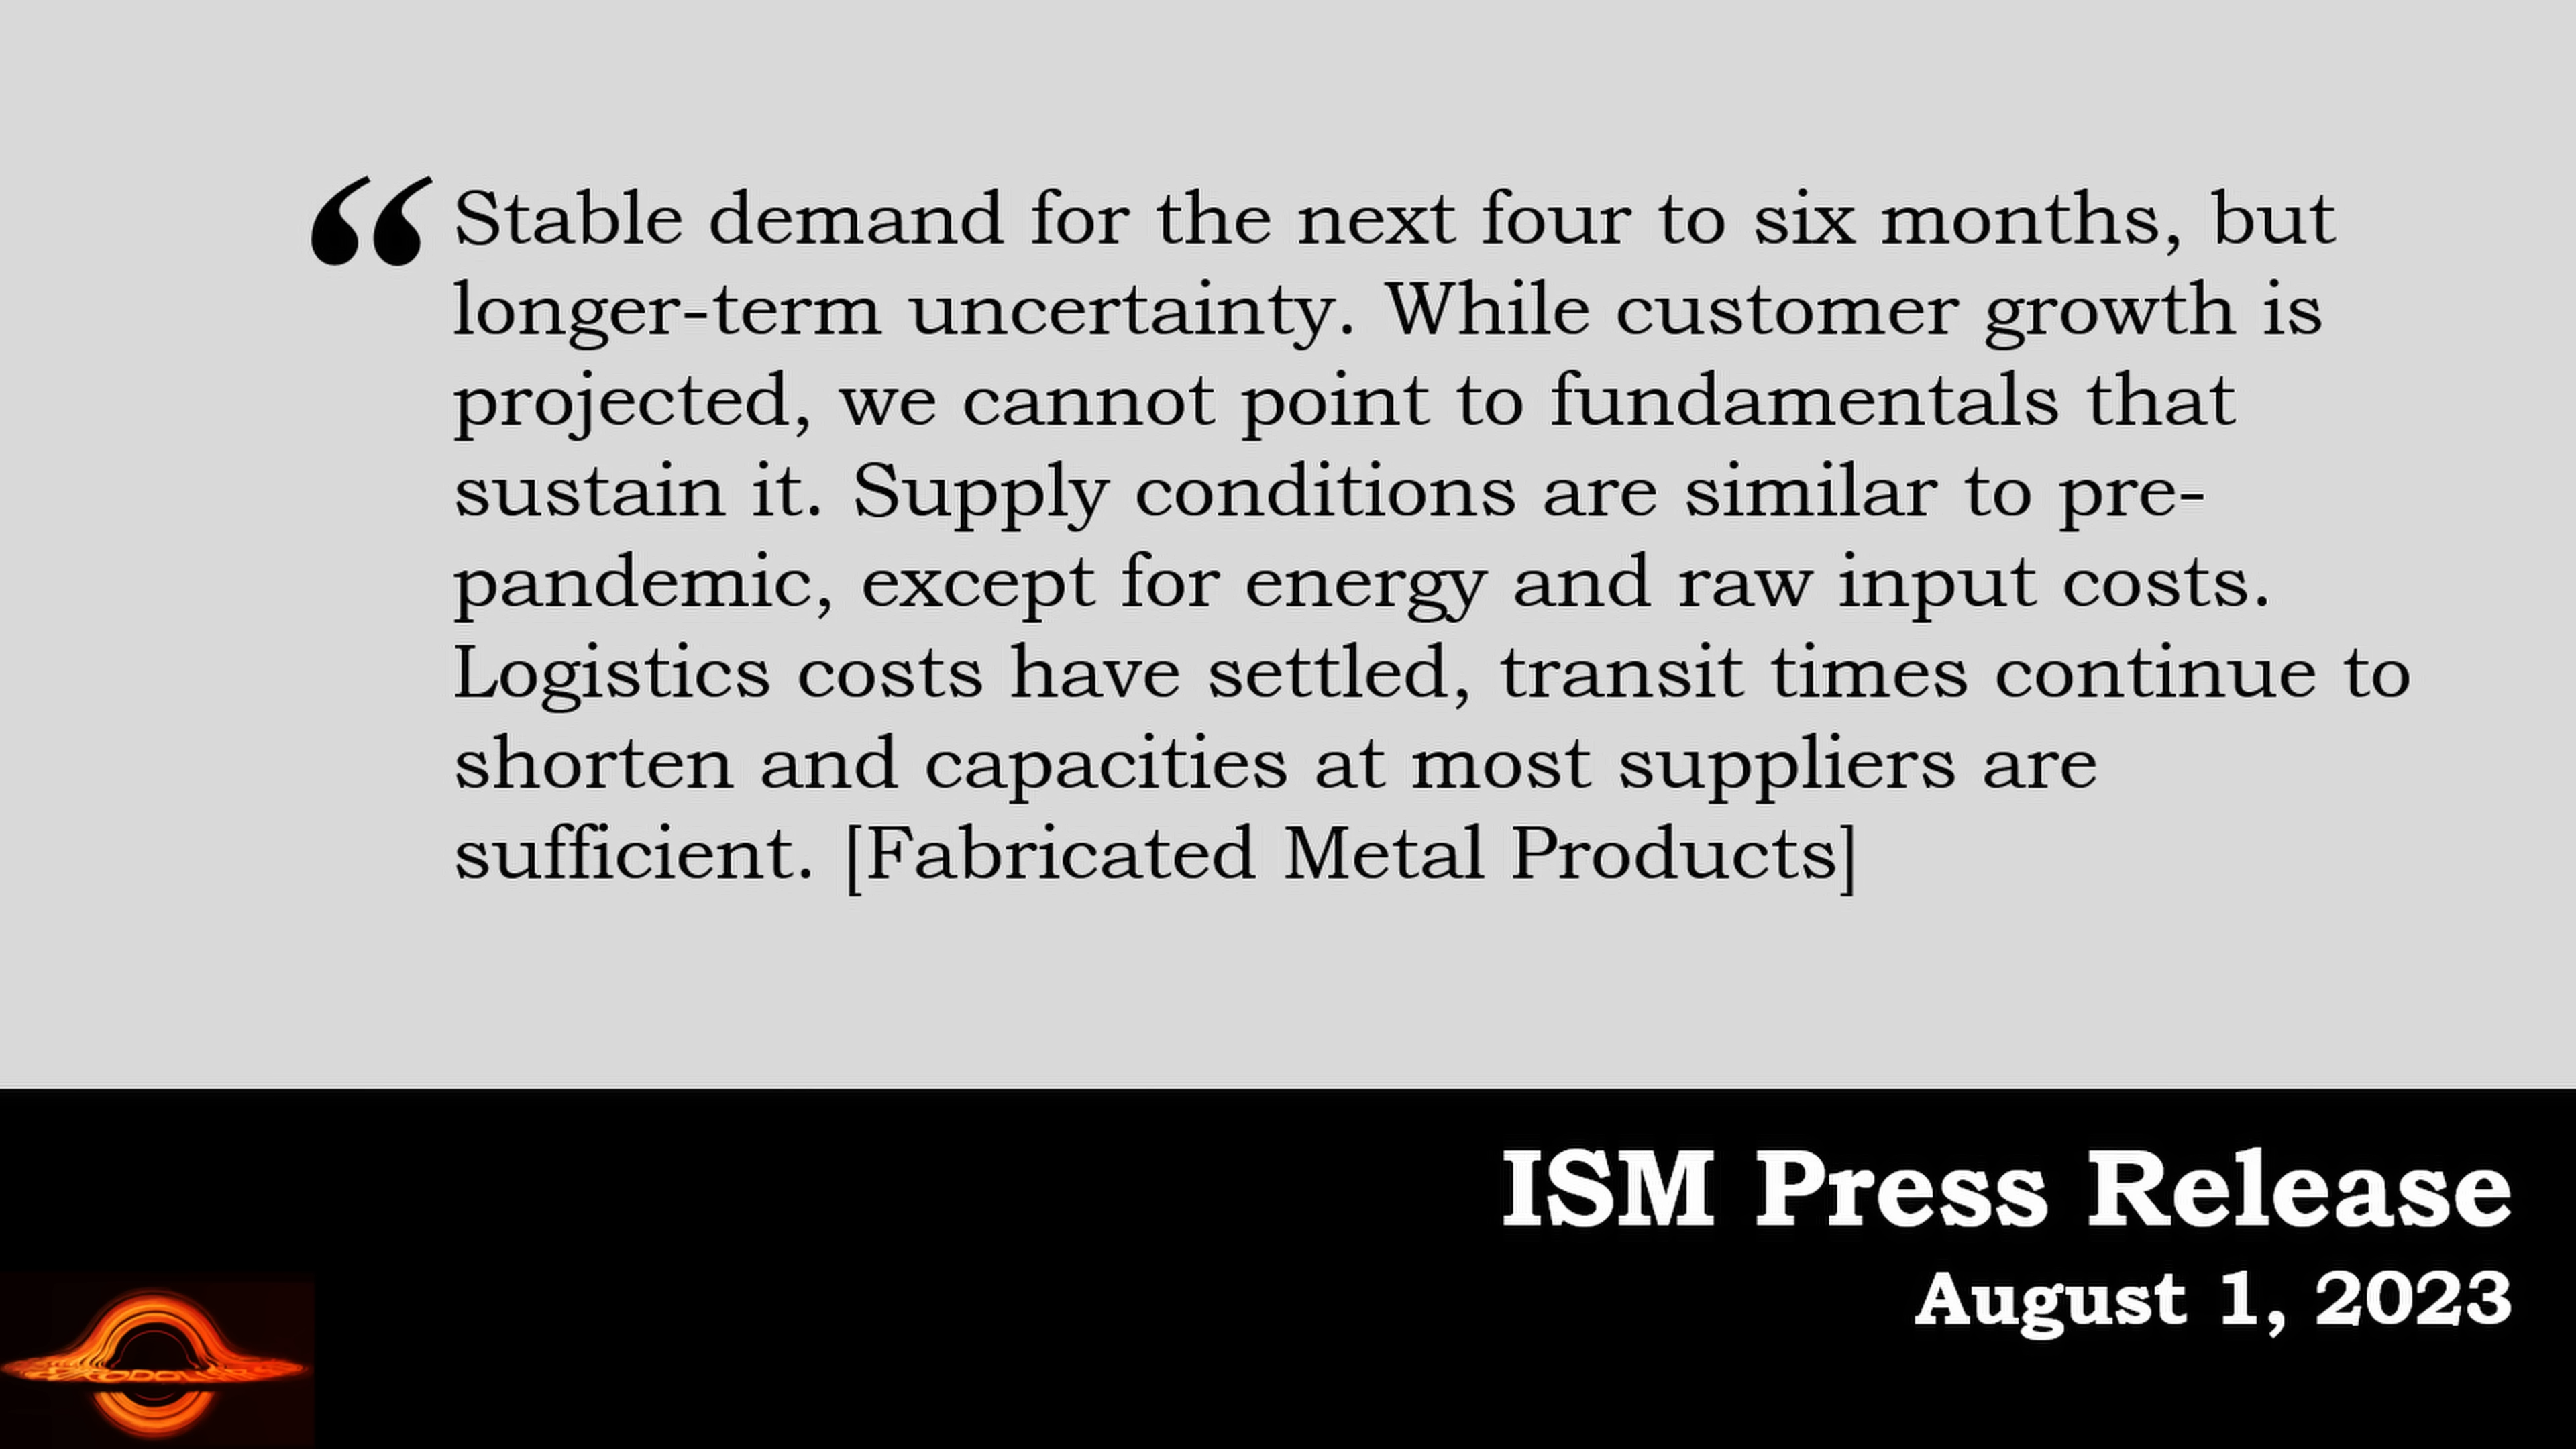 “Stable demand for the next four to six months, but
longer-term uncertainty. While customer growth is
projected, we cannot point to fundamentals that
sustain it. Supply conditions are similar to pre-
pandemic, except for energy and raw input costs.
Logistics costs have settled, transit times continue to
shorten and capacities at most suppliers are
sufficient. [Fabricated Metal Products]
ISM Press Release
August 1, 2023